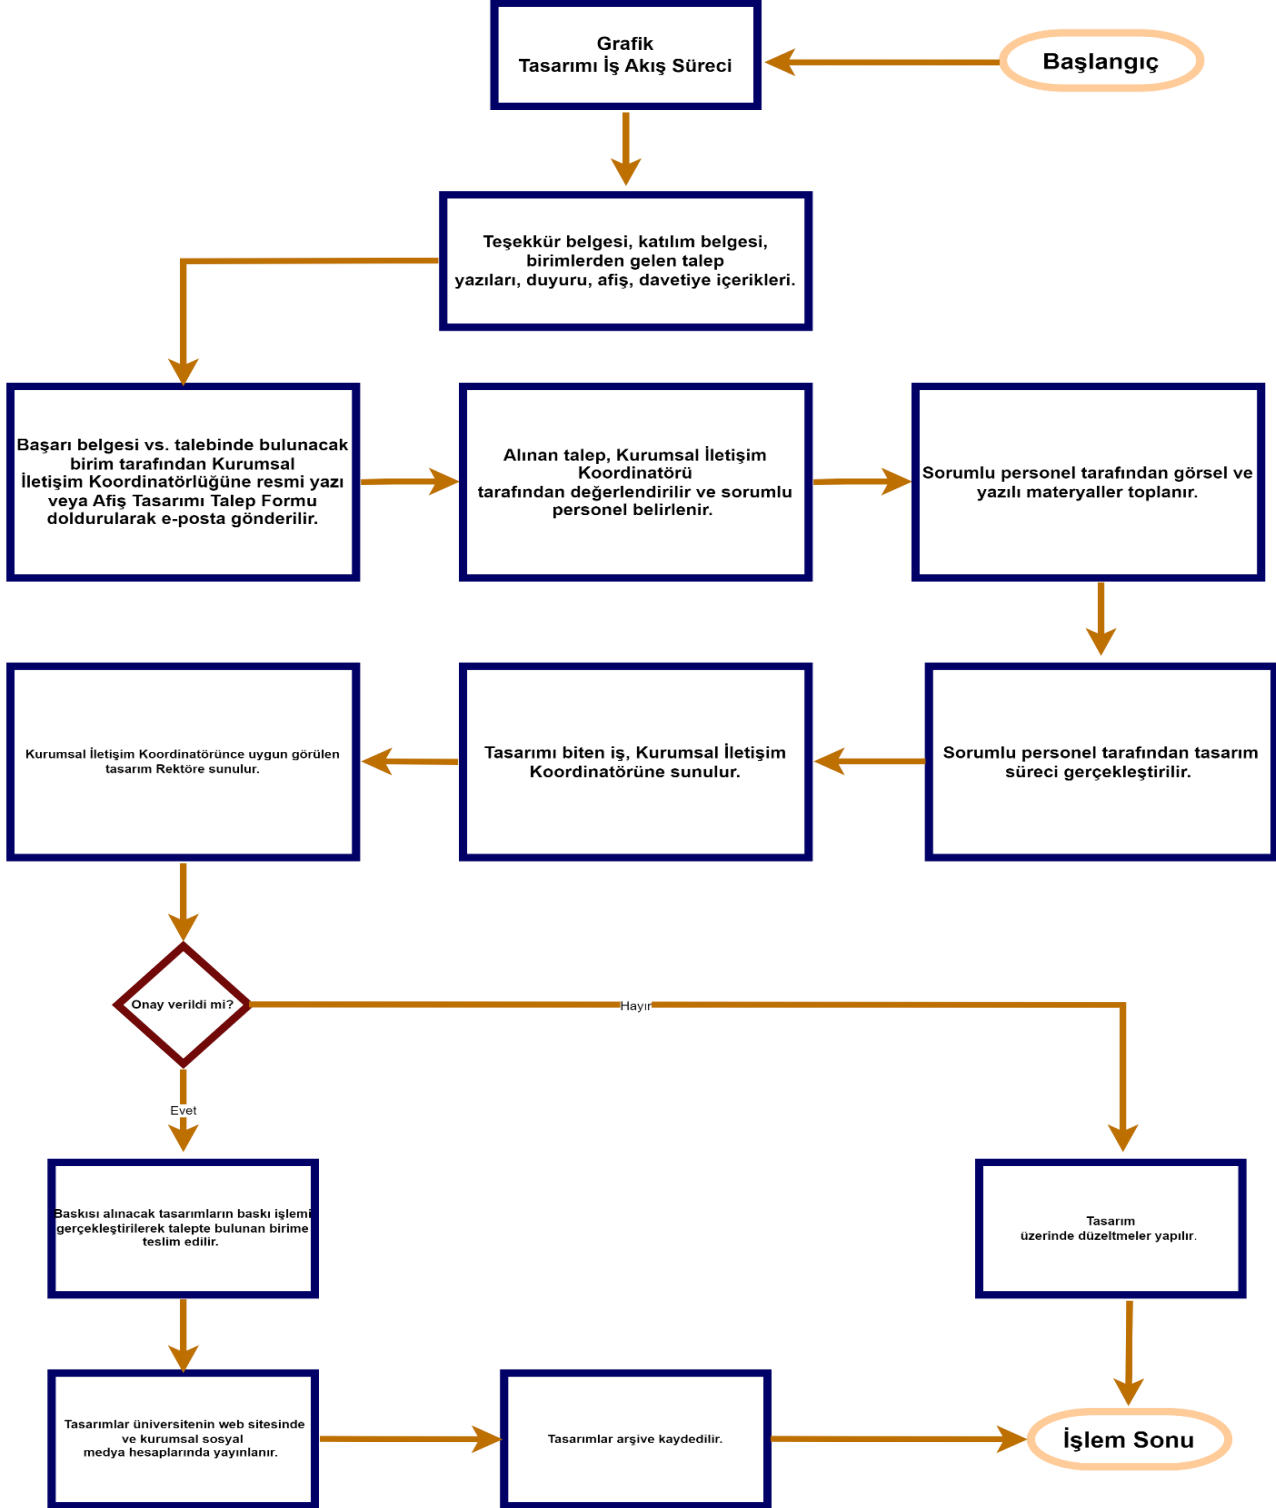 Grafik
Tasarımı İş Akış Süreci
Başlangıç
Teşekkür belgesi, katılım belgesi,
birimlerden gelen talep
yazıları, duyuru, afiş, davetiye içerikleri.
Başarı belgesi vs. talebinde bulunacak
birim tarafından Kurumsal
İletişim Koordinatörlüğüne resmi yazı
veya Afiş Tasarımı Talep Formu
doldurularak e-posta gönderilir.
Alınan talep, Kurumsal İletişim
Koordinatörü
tarafından değerlendirilir ve sorumlu
personel belirlenir.
Sorumlu personel tarafından görsel ve
yazılı materyaller toplanır.
Sorumlu personel tarafından tasarım
süreci gerçekleştirilir.
Tasarımı biten iş, Kurumsal İletişim
Koordinatörüne sunulur.
Kurumsal İletişim Koordinatörünce uygun görülen
tasarım Rektöre sunulur.
Onay verildi mi?
Hayır
Evet
Baskısı alınacak tasarımların baskı işlemi
gerçekleştirilerek talepte bulunan birime
teslim edilir.
Tasarım
üzerinde düzeltmeler yapılır.
Tasarımlar üniversitenin web sitesinde
ve kurumsal sosyal
medya hesaplarında yayınlanır.
Tasarımlar arşive kaydedilir.
İşlem Sonu